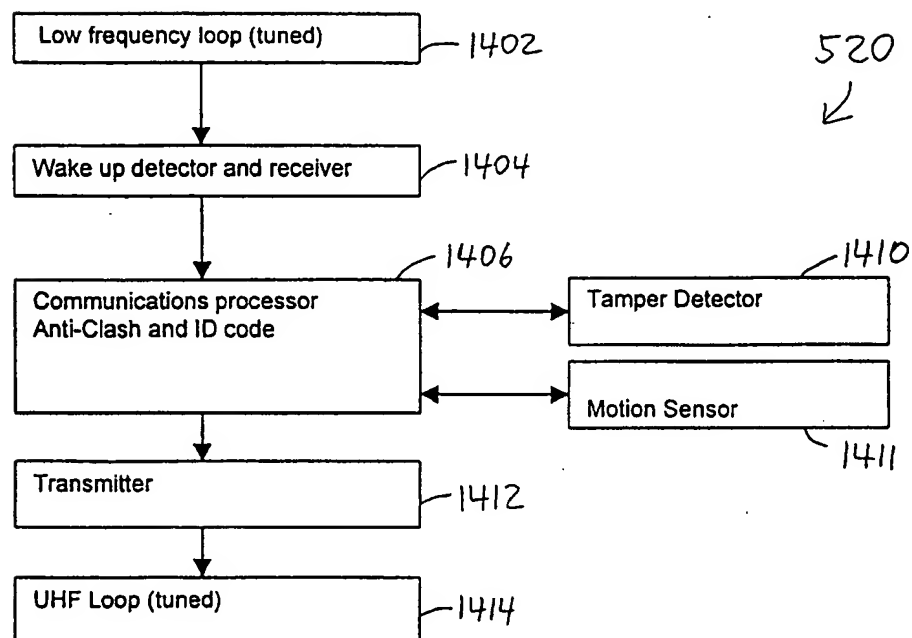 Low frequency loop (tuned)
1402
520
Wake up detector and receiver
1404
1406
1410
Communications processor
Anti-Clash and ID code
Tamper Detector
Motion Sensor
1411
Transmitter
1412
UHF Loop (tuned)
1414